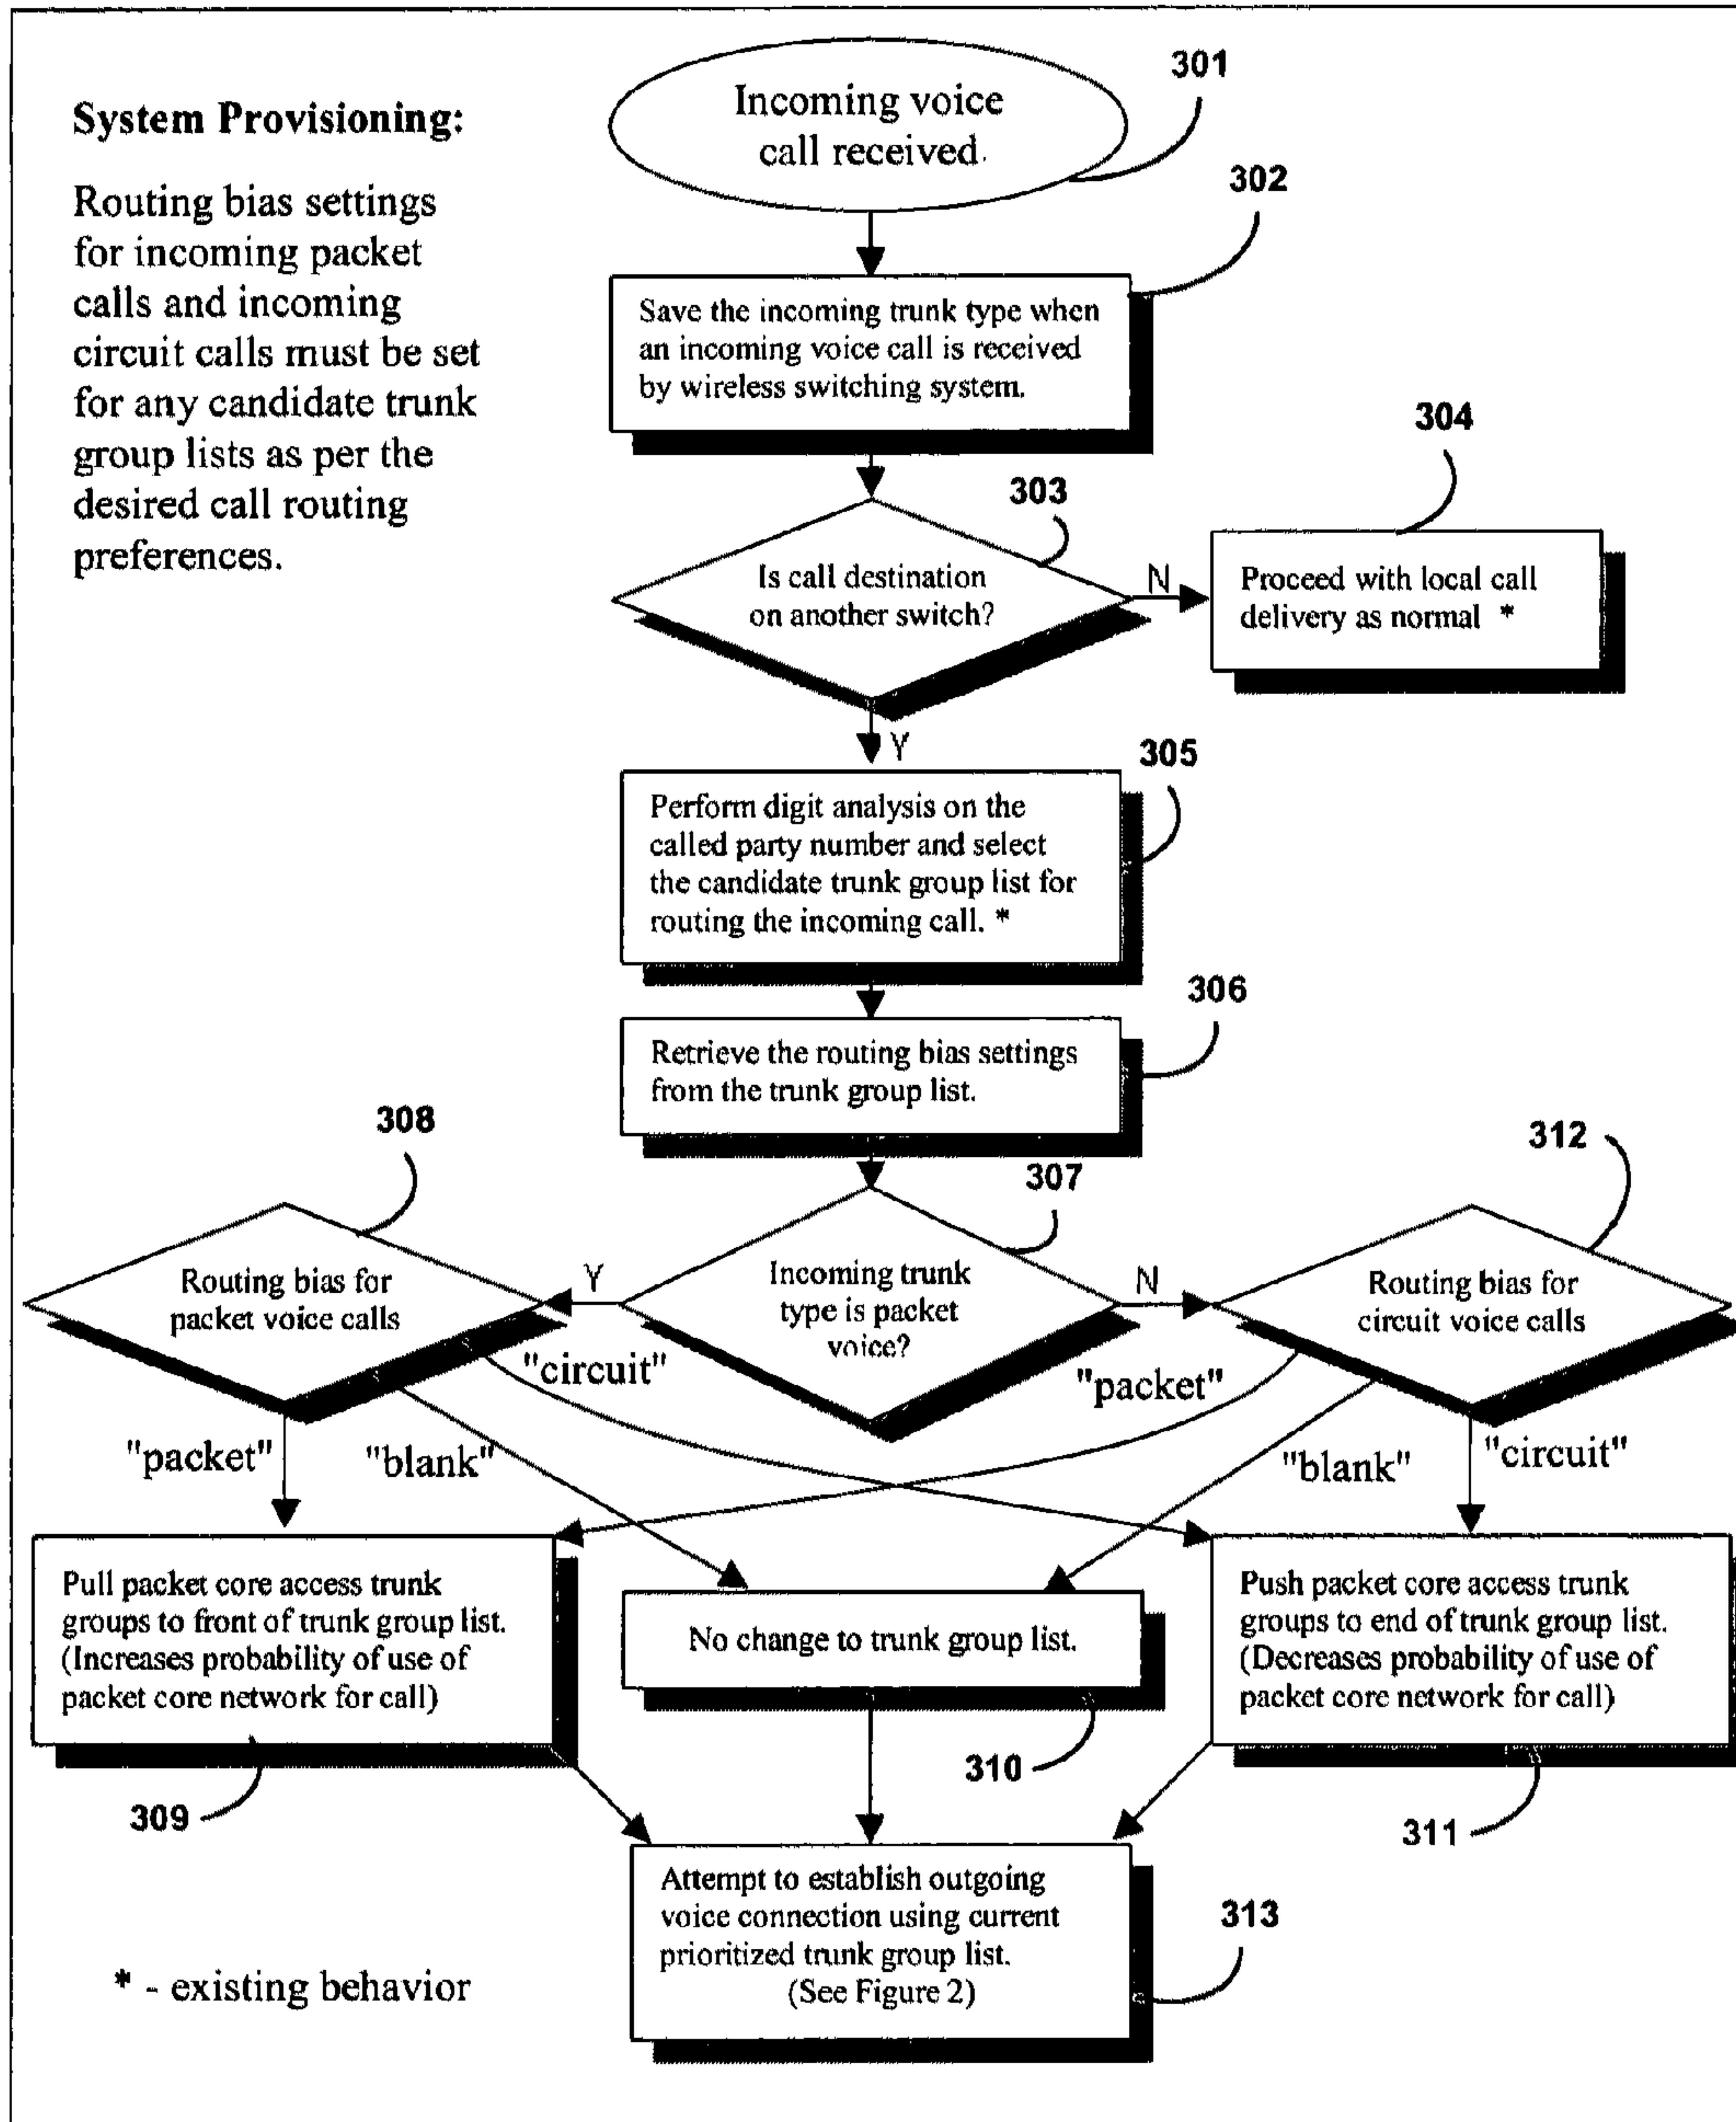 301
Incoming voice
call received.
System Provisioning:
Routing bias settings
for incoming packet
calls and incoming
circuit calls must be set
for any candidate trunk
group lists as per the
desired call routing
preferences.
302
Save the incoming trunk type when
an incoming voice call is received
by wireless switching system.
303
Is call destination
on another switch?
N
304
Proceed with local call
delivery as normal *
Y
305
Perform digit analysis on the
called party number and select
the candidate trunk group list for
routing the incoming call. *
306
Retrieve the routing bias settings
from the trunk group list.
307
Incoming trunk
type is packet
voice?
Y
N
308
Routing bias for
packet voice calls
312
Routing bias for
circuit voice calls
"packet"
"blank"
"circuit"
"packet"
"blank"
"circuit"
Pull packet core access trunk
groups to front of trunk group list.
(Increases probability of use of
packet core network for call)
309
No change to trunk group list.
310
Push packet core access trunk
groups to end of trunk group list.
(Decreases probability of use of
packet core network for call)
311
Attempt to establish outgoing
voice connection using current
prioritized trunk group list.
(See Figure 2)
313
* - existing behavior